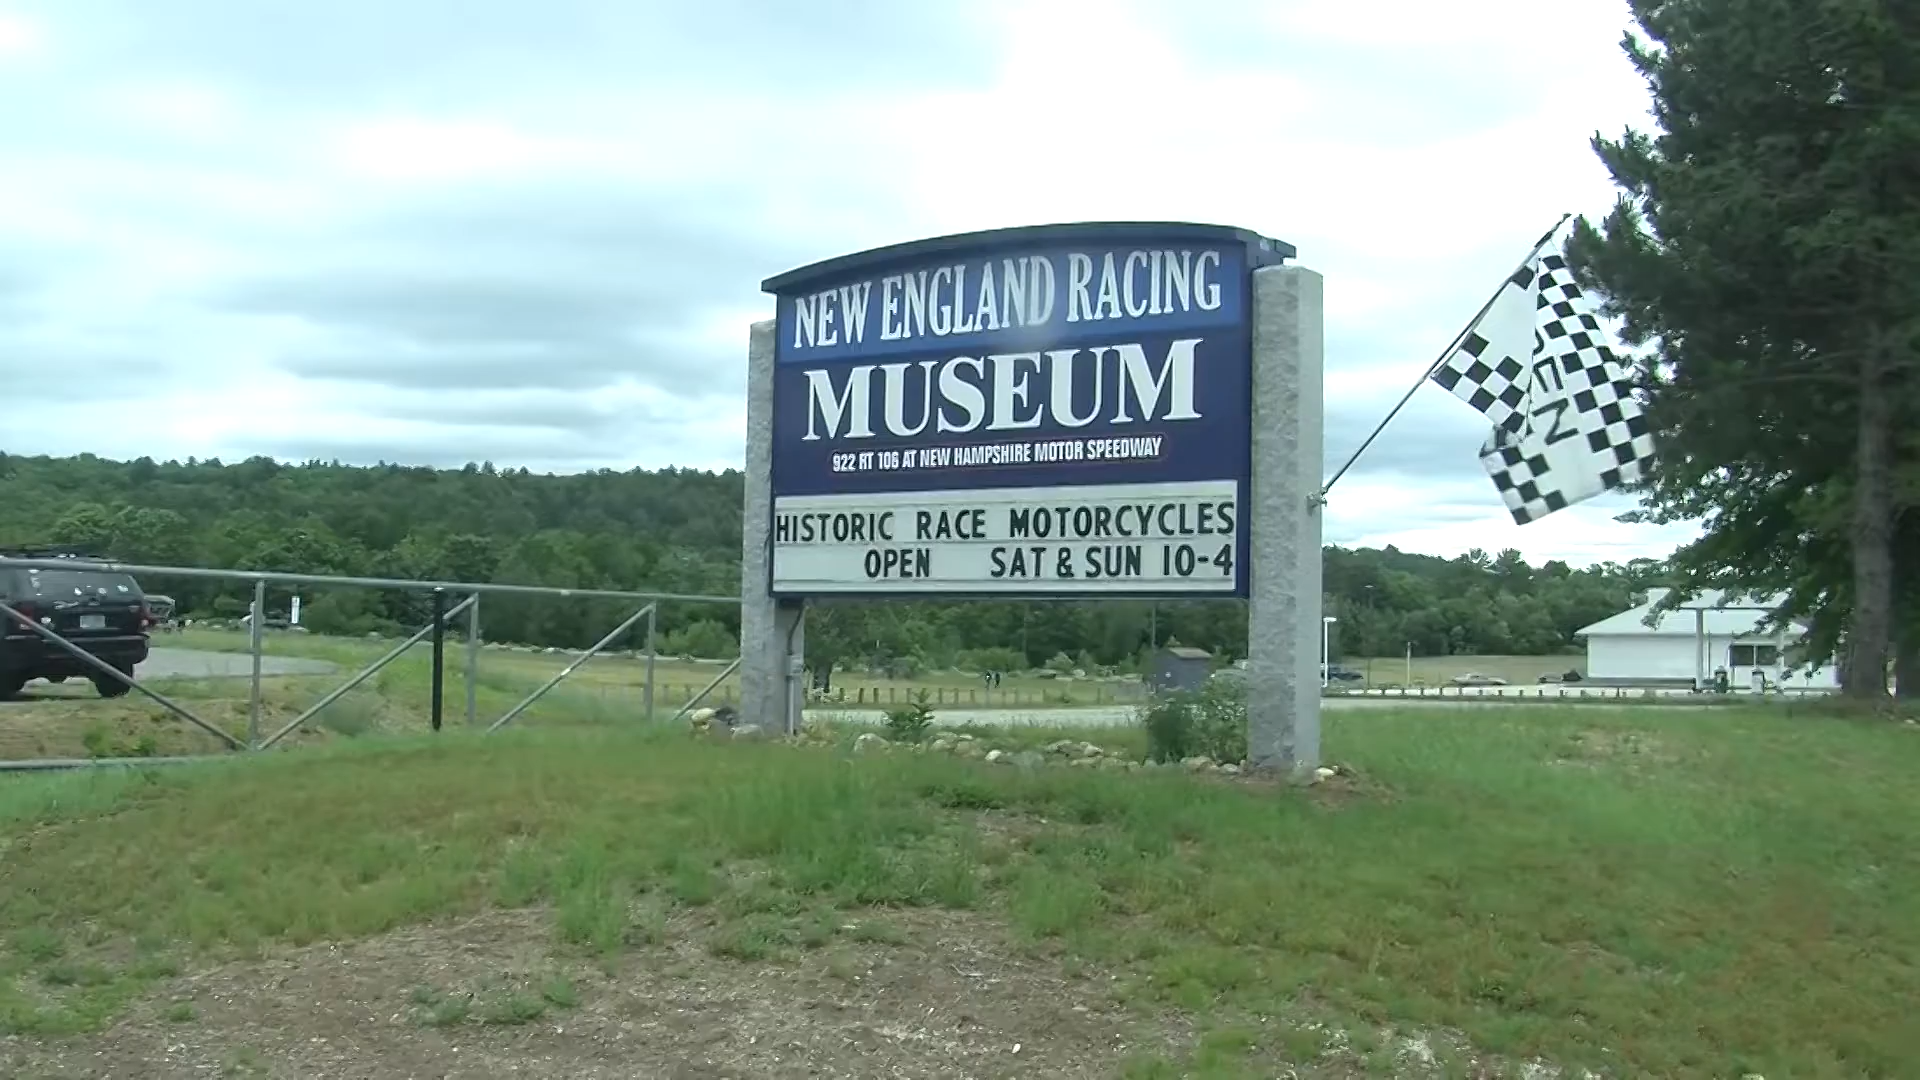 NEW ENGLAND RACING
MUSEUM
922 RT 106 AT NEW HAMPSHIRE MOTOR SPEEDWAY
HISTORIC RACE MOTORCYCLES
OPEN SAT & SUN 10-4